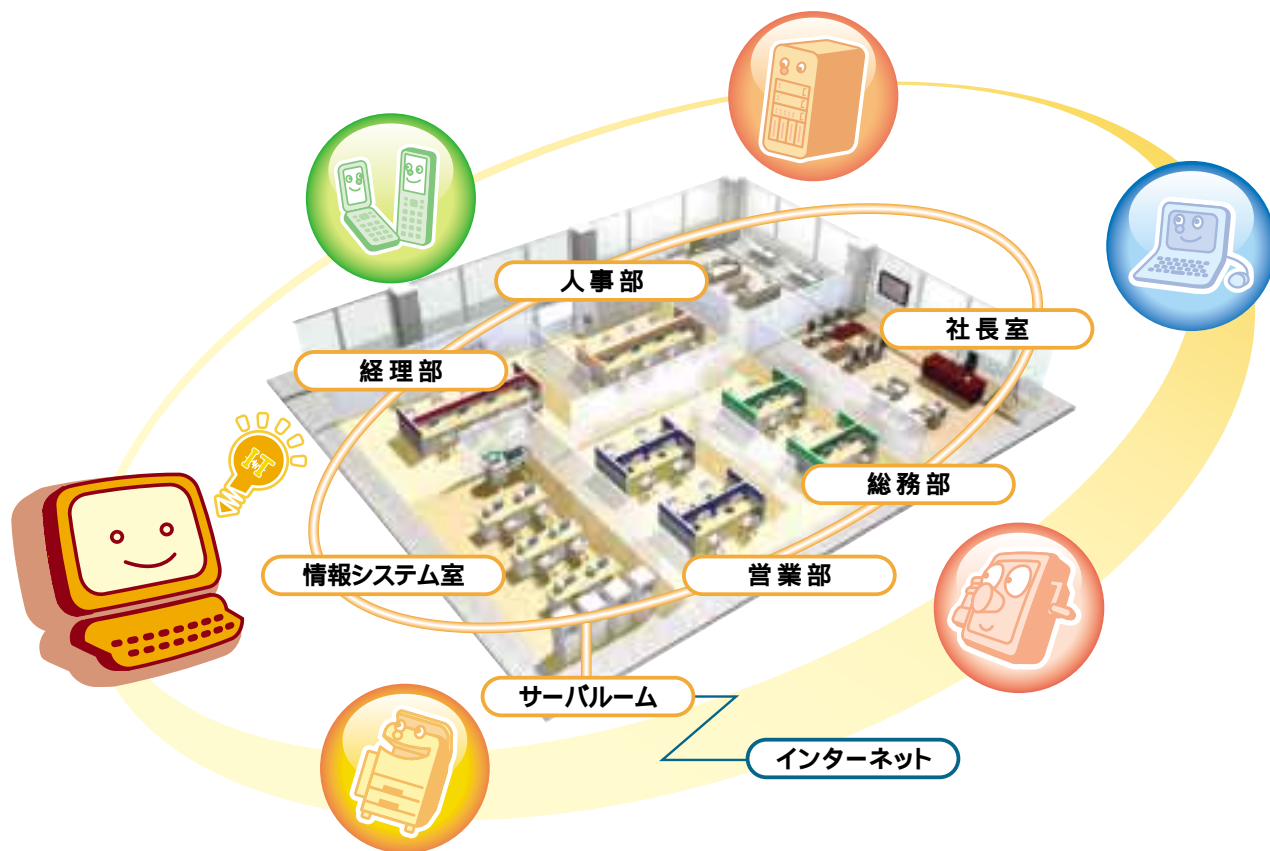 人事部
社長室
経理部
総務部
情報システム室
営業部
サーバルーム
インターネット